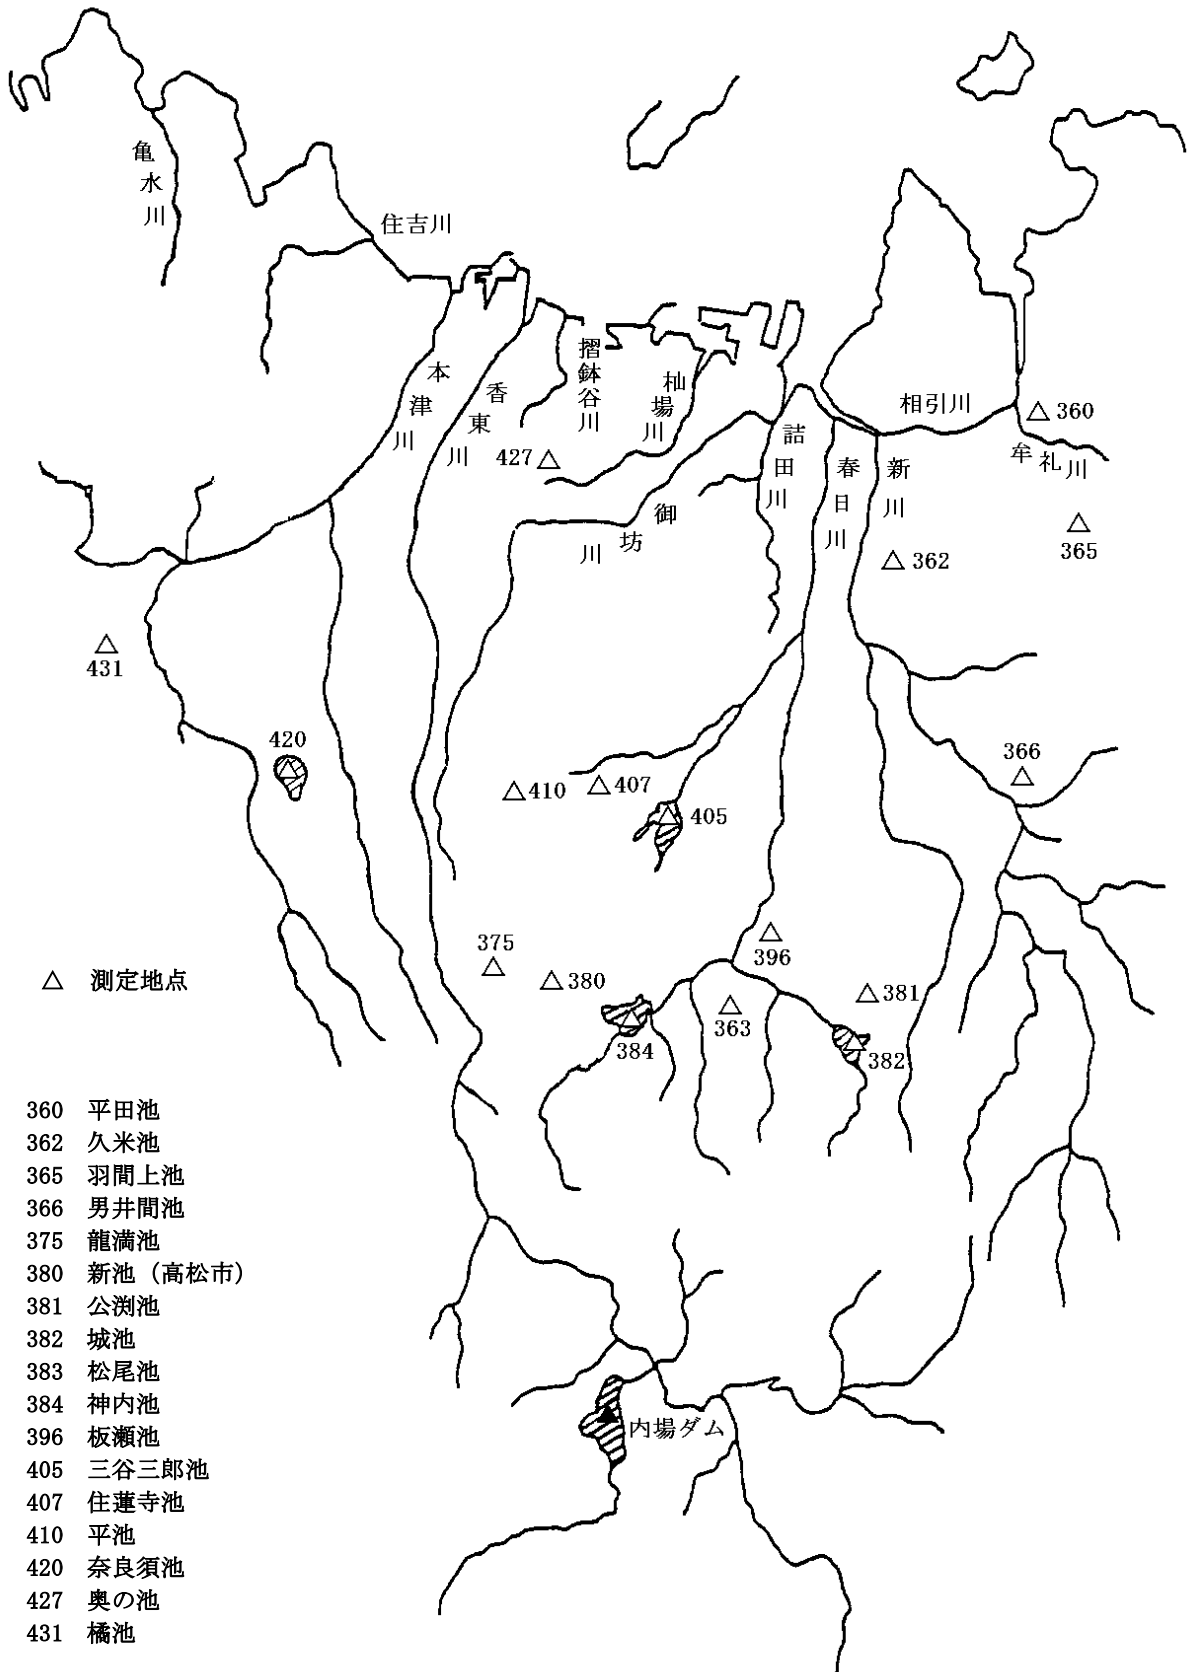 亀水川
住吉川
本津川
香東川
摺鉢谷川
杣場川
詰田川
春日川
新川
相引川
牟礼川
御坊川
360
427
365
362
431
420
366
410
407
405
375
380
396
381
363
384
382
内場ダム
△ 測定地点
360 平田池
362 久米池
365 羽間上池
366 男井間池
375 龍満池
380 新池（高松市）
381 公渕池
382 城池
383 松尾池
384 神内池
396 板瀬池
405 三谷三郎池
407 住蓮寺池
410 平池
420 奈良須池
427 奥の池
431 橘池